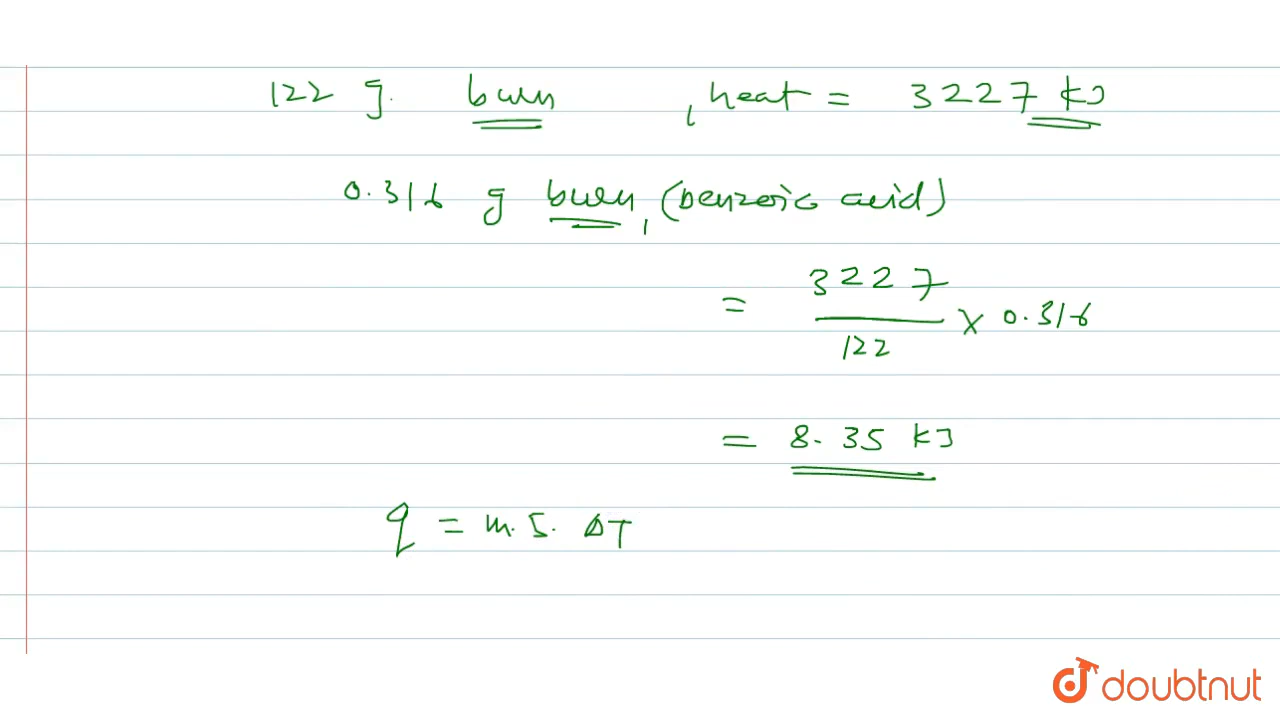 122 g. burn , heat = 3227 kJ
0.316 g burn, (benzoic acid)
= 3227
122 × 0.316
= 8.35 kJ
q = m.s. ΔT
doubtnut